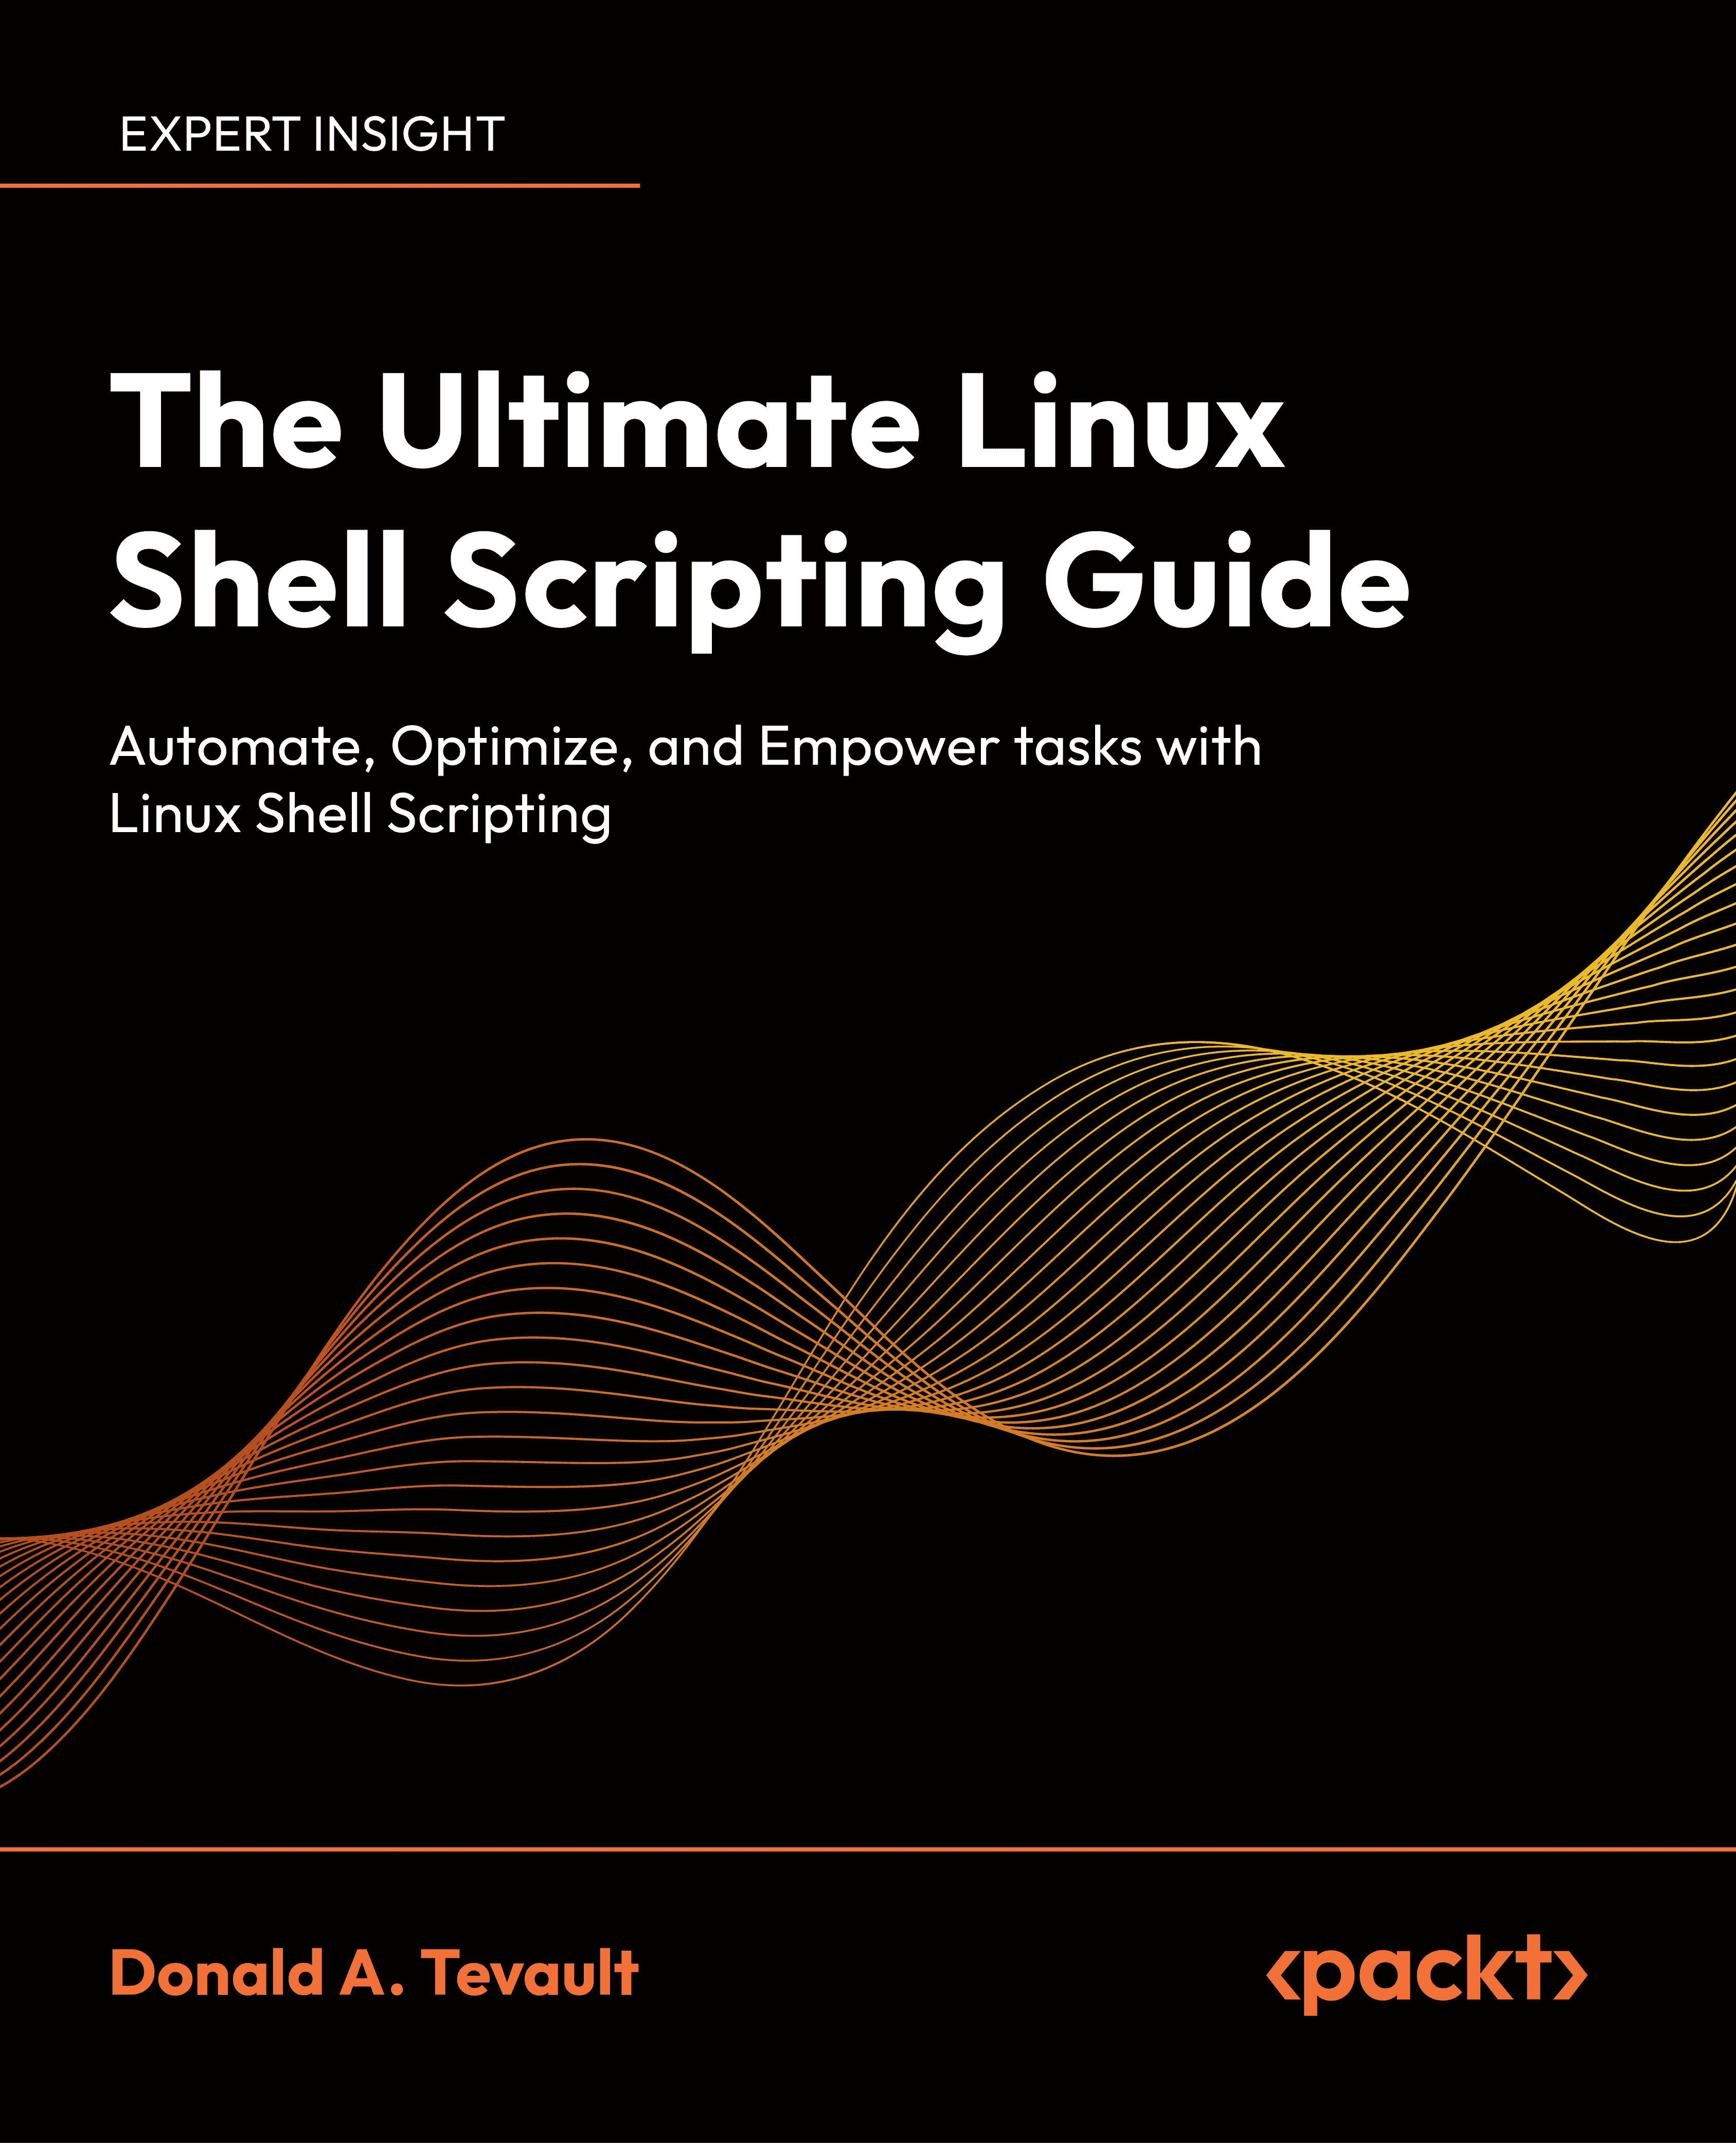 EXPERT INSIGHT
The Ultimate Linux
Shell Scripting Guide
Automate, Optimize, and Empower tasks with
Linux Shell Scripting
Donald A. Tevault
<packt>